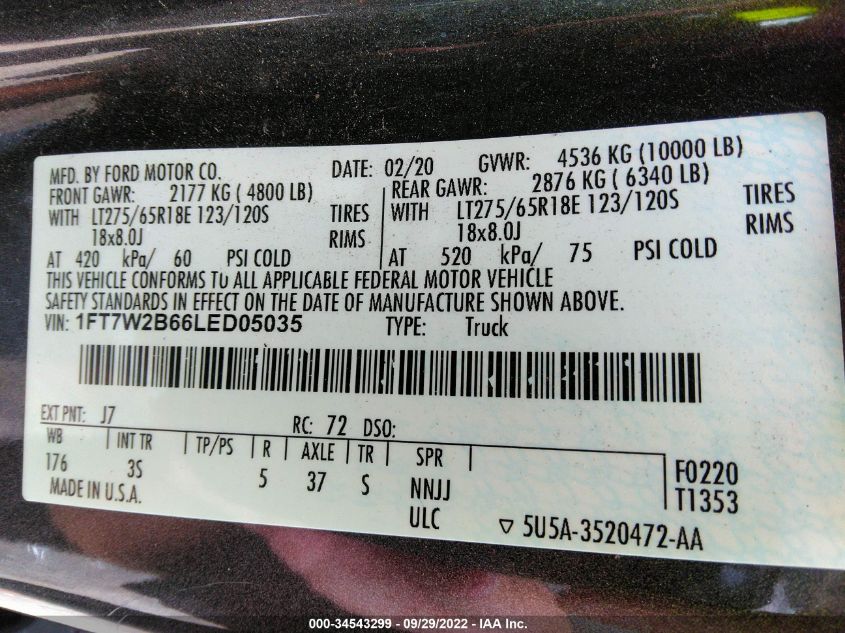 MFD. BY FORD MOTOR CO. DATE: 02/20 GVWR: 4536 KG (10000 LB)
FRONT GAWR: 2177 KG ( 4800 LB) REAR GAWR: 2876 KG ( 6340 LB)
WITH LT275/65R18E 123/120S TIRES WITH LT275/65R18E 123/120S TIRES
18x8.0J RIMS 18x8.0J RIMS
AT 420 kPa/ 60 PSI COLD AT 520 kPa/ 75 PSI COLD
THIS VEHICLE CONFORMS TO ALL APPLICABLE FEDERAL MOTOR VEHICLE
SAFETY STANDARDS IN EFFECT ON THE DATE OF MANUFACTURE SHOWN ABOVE.
VIN: 1FT7W2B66LED05035 TYPE: Truck
EXT PNT: J7 RC: 72 DSO:
WB INT TR TP/PS R AXLE TR SPR
176 3S 5 37 S NNJJ F0220
MADE IN U.S.A. ULC T1353
5U5A-3520472-AA
000-34543299 - 09/29/2022 - IAA Inc.